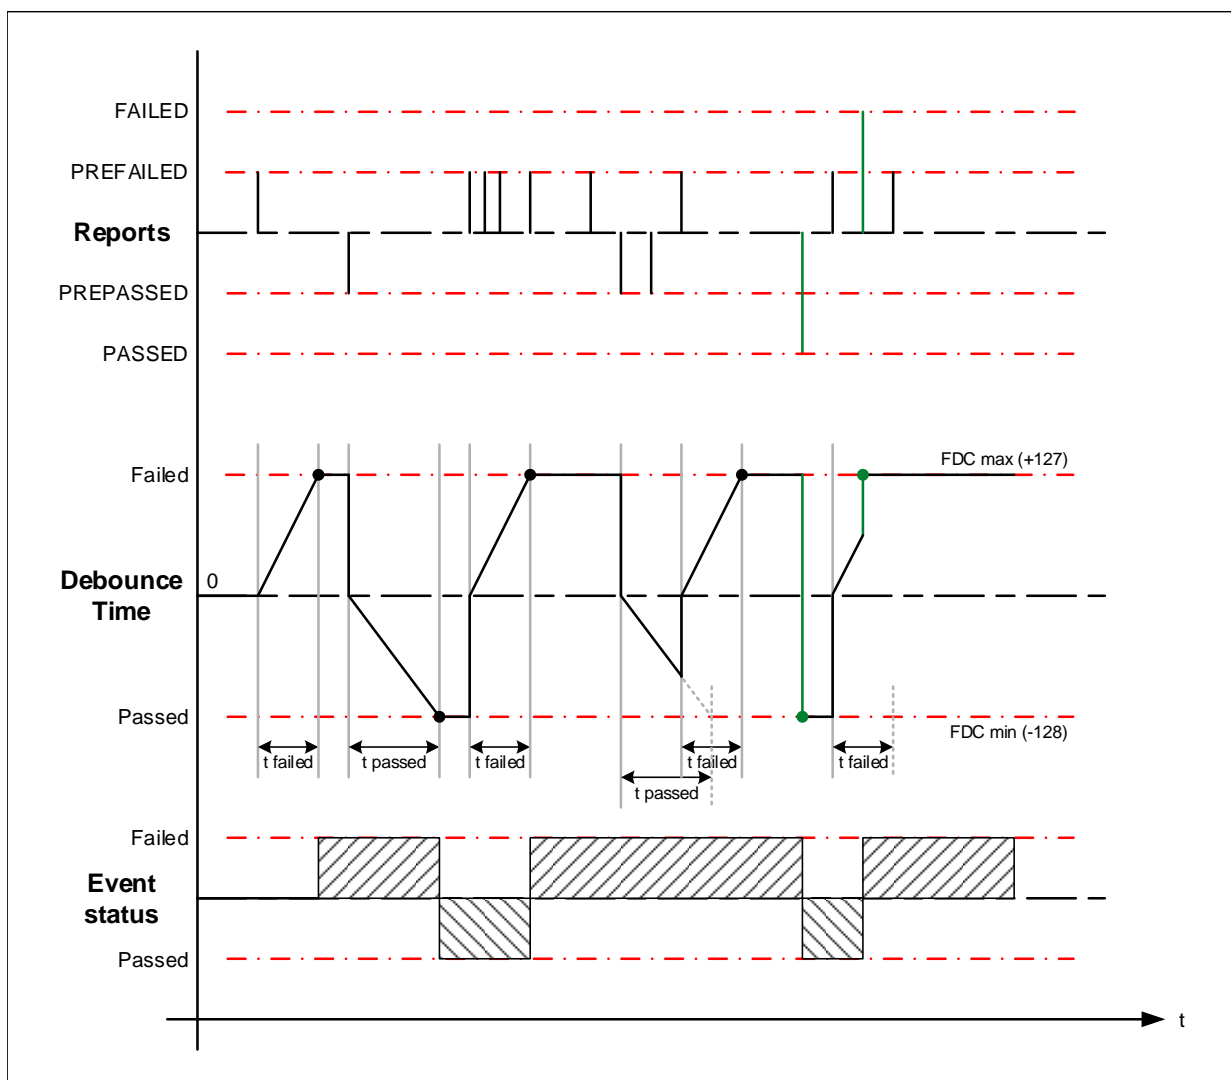 FAILED
PREFAILED
Reports
PREPASSED
PASSED
Failed
FDC max (+127)
0
Debounce
Time
Passed
FDC min (-128)
t failed
t passed
t failed
t failed
t failed
t passed
Failed
Event
status
Passed
t